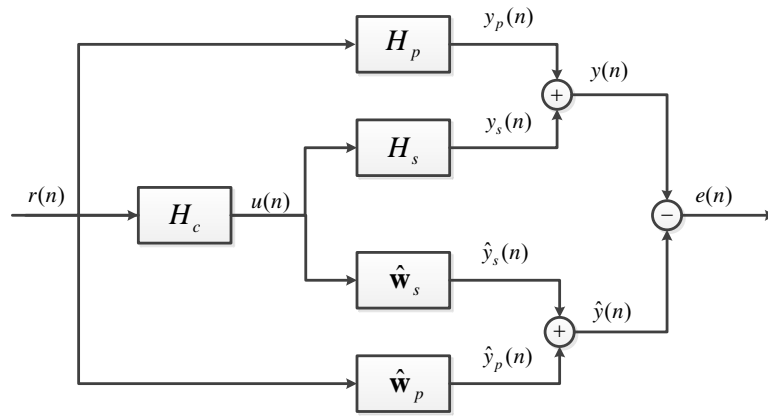 H_p
y_p(n)
y(n)
+
H_s
y_s(n)
r(n)
H_c
u(n)
−
e(n)
ŵ_s
ŷ_s(n)
+
ŷ(n)
ŵ_p
ŷ_p(n)